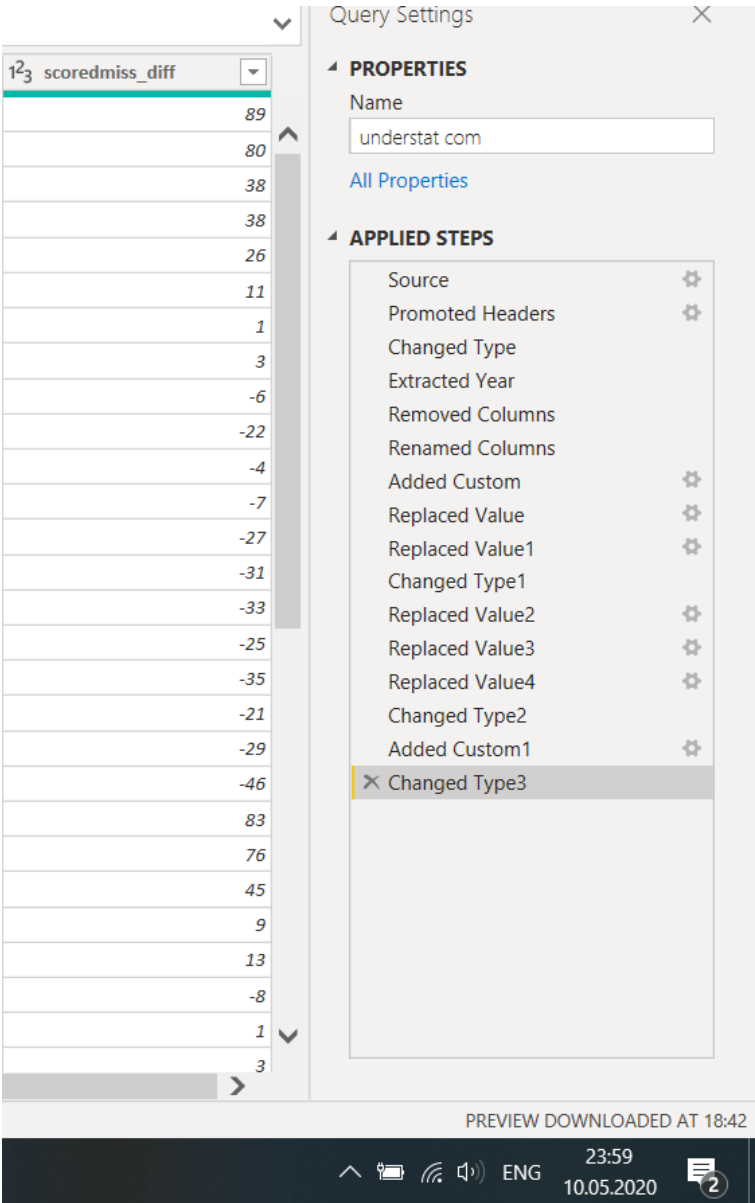 Query Settings
1²3 scoredmiss_diff
89
80
38
38
26
11
1
3
-6
-22
-4
-7
-27
-31
-33
-25
-35
-21
-29
-46
83
76
45
9
13
-8
1
3
PROPERTIES
Name
understat com
All Properties
APPLIED STEPS
Source
Promoted Headers
Changed Type
Extracted Year
Removed Columns
Renamed Columns
Added Custom
Replaced Value
Replaced Value1
Changed Type1
Replaced Value2
Replaced Value3
Replaced Value4
Changed Type2
Added Custom1
Changed Type3
PREVIEW DOWNLOADED AT 18:42
ENG
23:59
10.05.2020
2